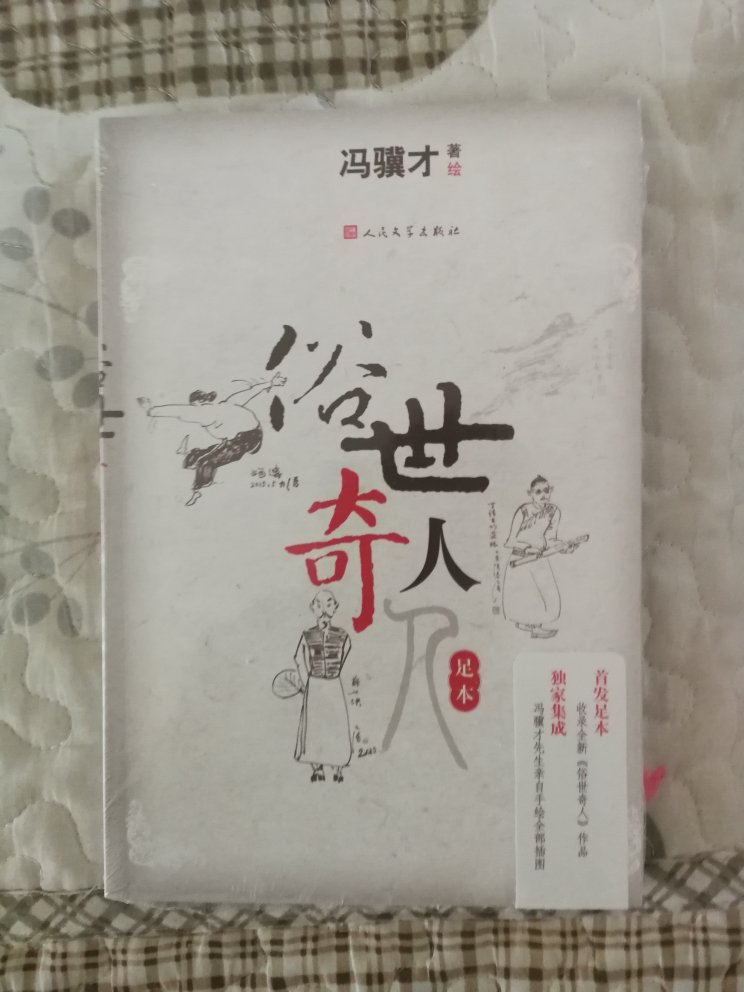 冯骥才 著
绘
人民文学出版社
俗世奇人
足本
首发足本
收录全新《俗世奇人》作品
独家集成
冯骥才先生亲自手绘全部插图